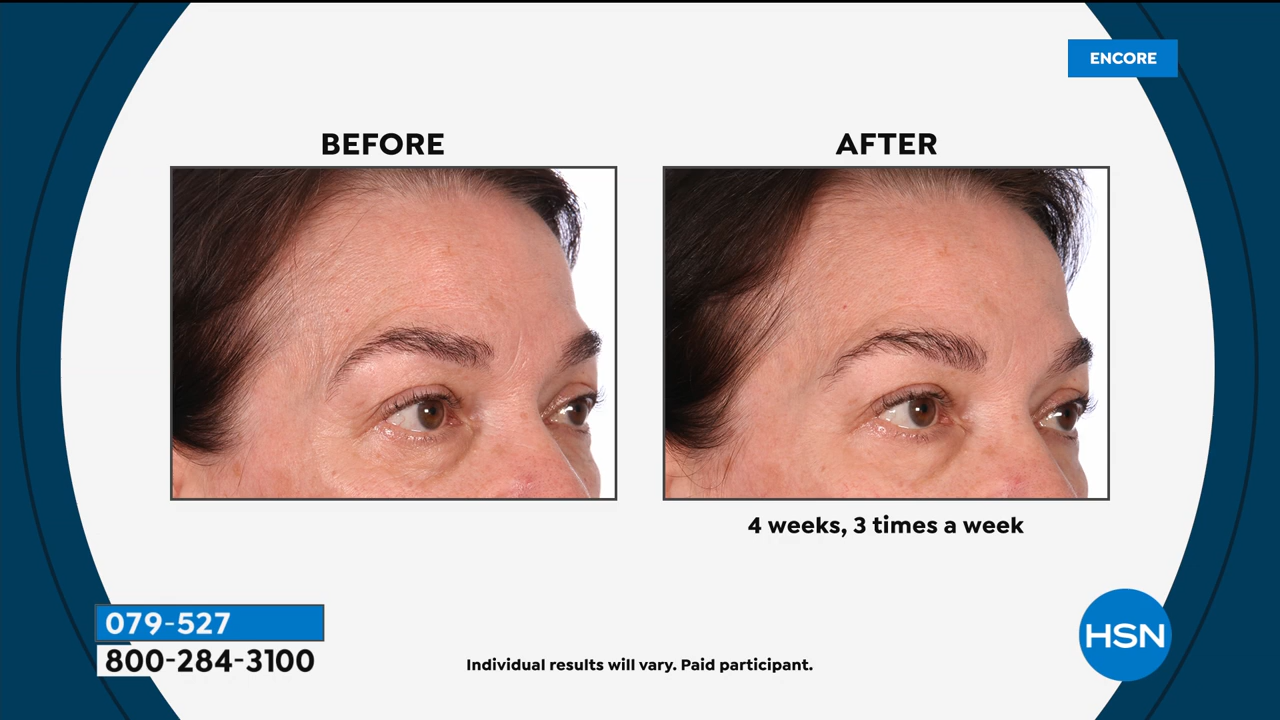 ENCORE
BEFORE
AFTER
4 weeks, 3 times a week
079-527
800-284-3100
Individual results will vary. Paid participant.
HSN